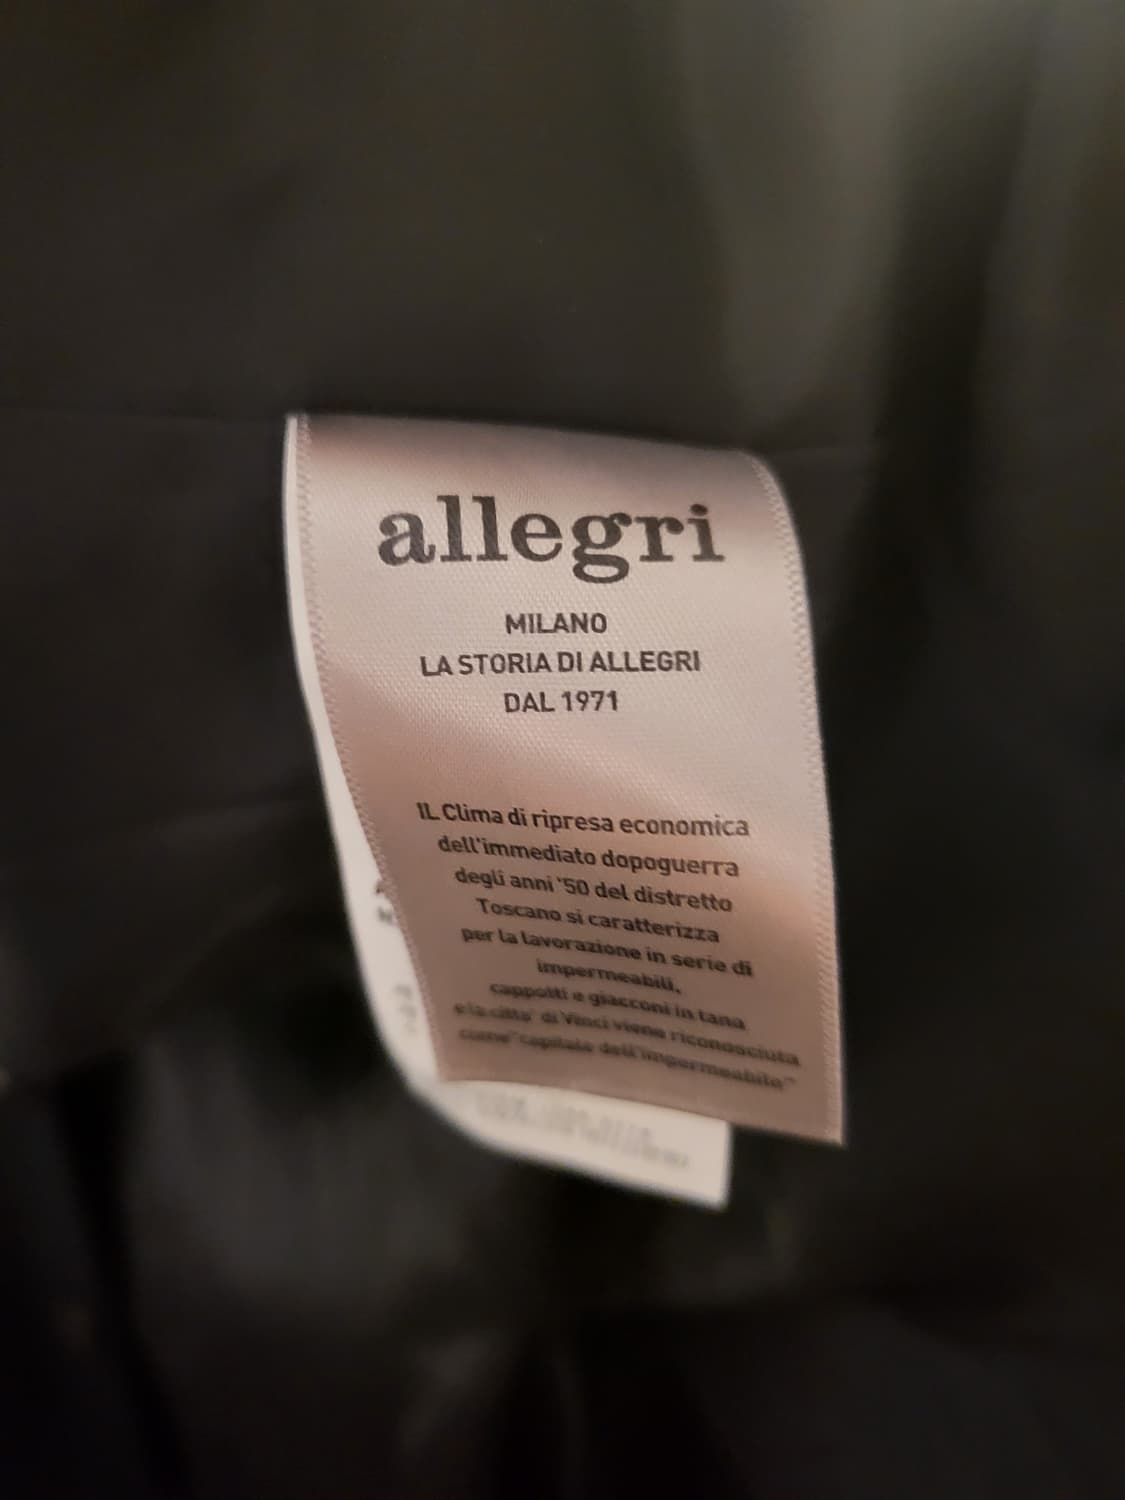 allegri
MILANO
LA STORIA DI ALLEGRI
DAL 1971
IL Clima di ripresa economica
dell'immediato dopoguerra
degli anni '50 del distretto
Toscano si caratterizza
per la lavorazione in serie di
impermeabili,
cappotti e giacconi in lana
e la citta' di Vinci viene riconosciuta
come "capitale dell'impermeabile"